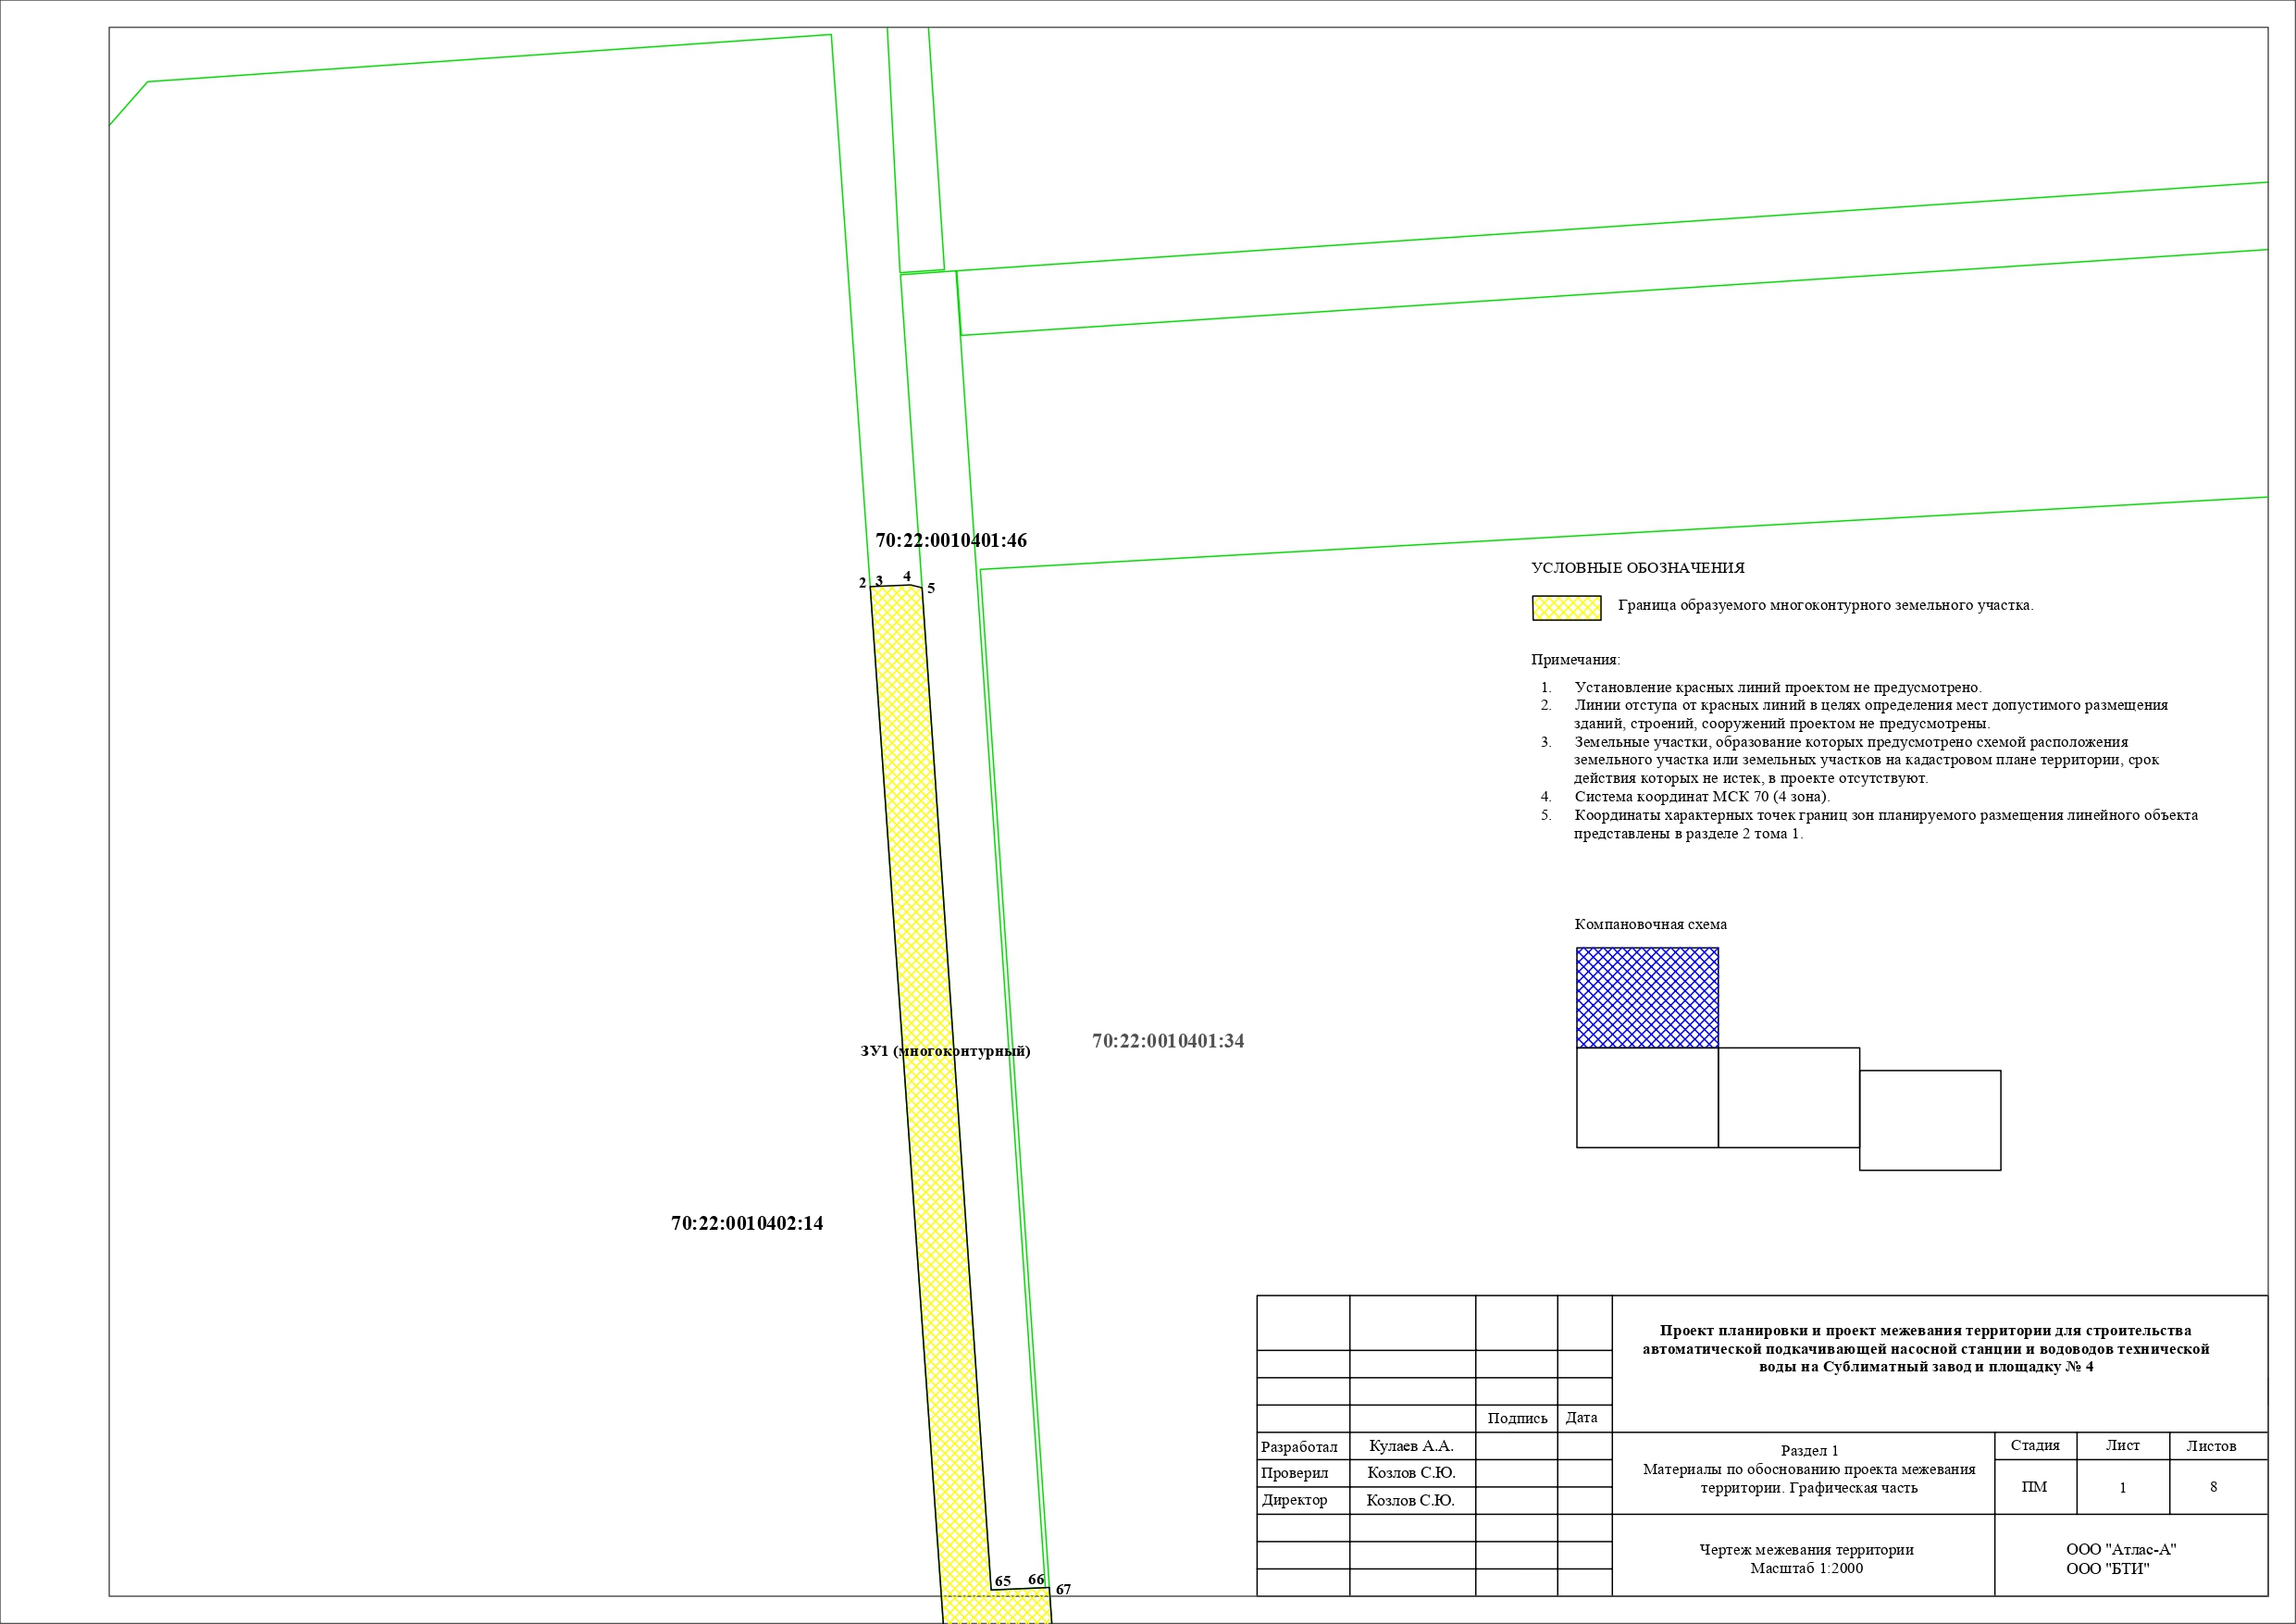 70:22:0010401:46
2 3 4 5
УСЛОВНЫЕ ОБОЗНАЧЕНИЯ
Граница образуемого многоконтурного земельного участка.
Примечания:
1. Установление красных линий проектом не предусмотрено.
2. Линии отступа от красных линий в целях определения мест допустимого размещения
зданий, строений, сооружений проектом не предусмотрены.
3. Земельные участки, образование которых предусмотрено схемой расположения
земельного участка или земельных участков на кадастровом плане территории, срок
действия которых не истек, в проекте отсутствуют.
4. Система координат МСК 70 (4 зона).
5. Координаты характерных точек границ зон планируемого размещения линейного объекта
представлены в разделе 2 тома 1.
Компановочная схема
70:22:0010401:34
ЗУ1 (многоконтурный)
70:22:0010402:14
65 66 67
Проект планировки и проект межевания территории для строительства
автоматической подкачивающей насосной станции и водоводов технической
воды на Сублиматный завод и площадку № 4
Подпись Дата
Разработал Кулаев А.А.
Проверил Козлов С.Ю.
Директор Козлов С.Ю.
Раздел 1
Материалы по обоснованию проекта межевания
территории. Графическая часть
Стадия Лист Листов
ПМ 1 8
Чертеж межевания территории
Масштаб 1:2000
ООО "Атлас-А"
ООО "БТИ"